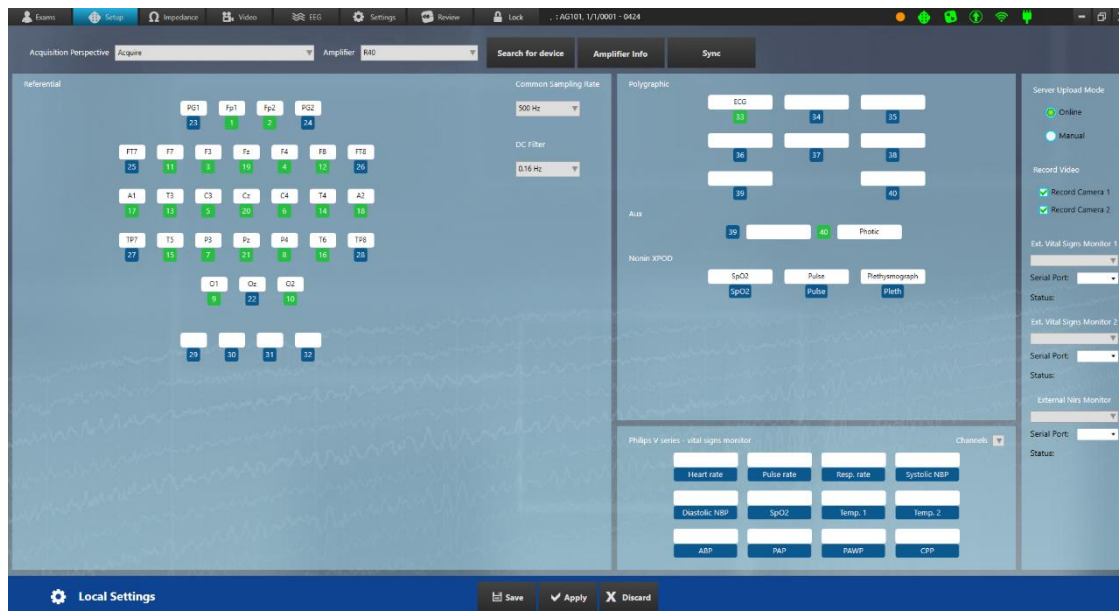 Exams Setup Impedance Video EEG Settings Review Lock , : AG101, 1/1/0001 - 0424
Acquisition Perspective Acquire Amplifier R40 Search for device Amplifier Info Sync
Referential
Common Sampling Rate
500 Hz
DC Filter
0.16 Hz
PG1 Fp1 Fp2 PG2
23 1 2 24
FT7 F7 F3 Fz F4 F8 FT8
25 11 3 19 4 12 26
A1 T3 C3 Cz C4 T4 A2
17 13 5 20 6 14 18
TP7 T5 P3 Pz P4 T6 TP8
27 15 7 21 8 16 28
O1 Oz O2
9 22 10
29 30 31 32
Polygraphic
ECG
33 34 35
36 37 38
39 40
Aux
39 40 Photic
Nonin XPOD
SpO2 Pulse Plethysmograph
SpO2 Pulse Pleth
Philips V series - vital signs monitor Channels
Heart rate Pulse rate Resp. rate Systolic NBP
Diastolic NBP SpO2 Temp. 1 Temp. 2
ABP PAP PAWP CPP
Server Upload Mode
Online
Manual
Record Video
Record Camera 1
Record Camera 2
Ext. Vital Signs Monitor 1
Serial Port:
Status:
Ext. Vital Signs Monitor 2
Serial Port:
Status:
External Nirs Monitor
Serial Port:
Status:
Local Settings Save Apply Discard